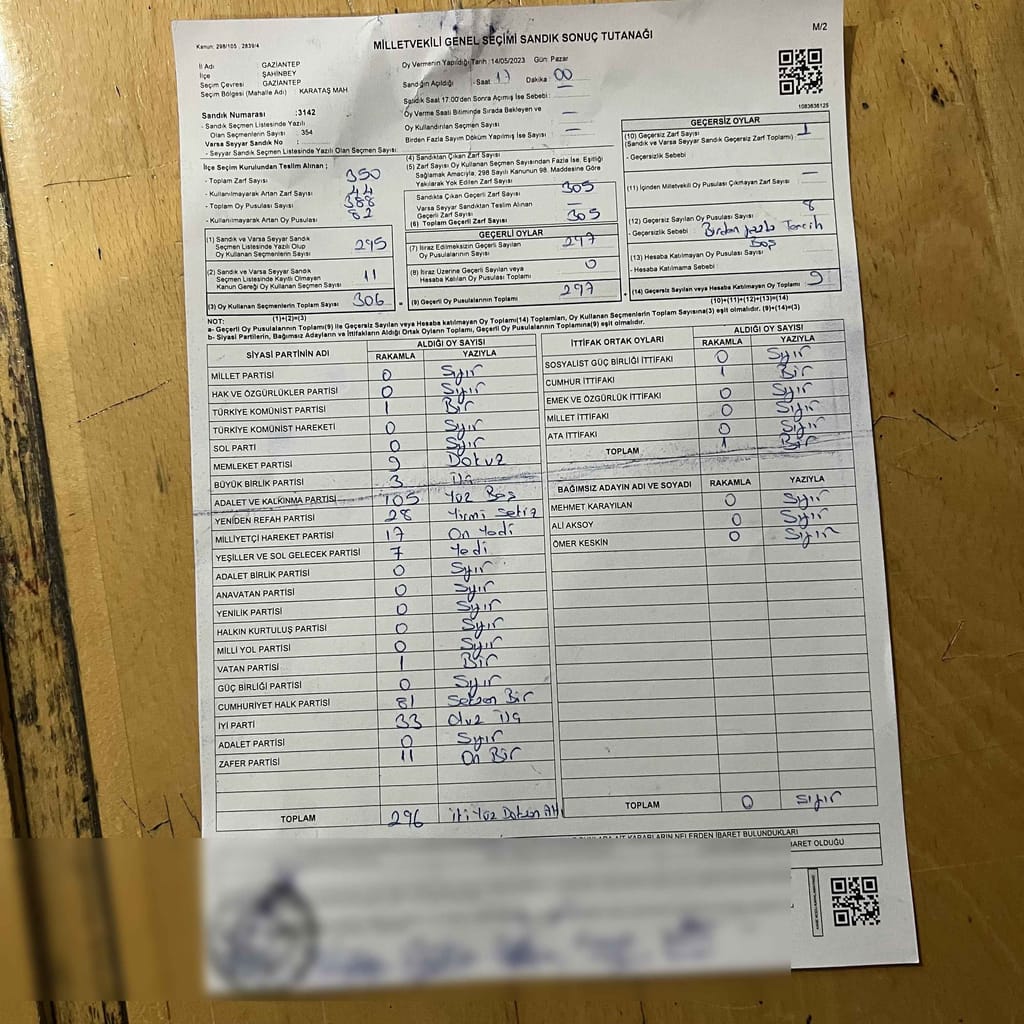 Kanun: 298/105 , 2839/4
MİLLETVEKİLİ GENEL SEÇİMİ SANDIK SONUÇ TUTANAĞI
M/2
İl Adı : GAZİANTEP
İlçe : ŞAHİNBEY
Seçim Çevresi : GAZİANTEP
Seçim Bölgesi (Mahalle Adı) : KARATAŞ MAH
Sandık Numarası :3142
- Sandık Seçmen Listesinde Yazılı
Olan Seçmenlerin Sayısı : 354
Varsa Seyyar Sandık No :
- Seyyar Sandık Seçmen Listesinde Yazılı Olan Seçmen Sayısı
Oy Vermenin Yapıldığı Tarih : 14/05/2023 Gün: Pazar
Sandığın Açıldığı - Saat 17 Dakika 00
Sandık Saat 17:00'den Sonra Açılmış İse Sebebi : —
Oy Verme Saati Bitiminde Sırada Bekleyen ve
Oy Kullandırılan Seçmen Sayısı —
Birden Fazla Sayım Döküm Yapılmış İse Sayısı —
1083636125
İlçe Seçim Kurulundan Teslim Alınan ;
- Toplam Zarf Sayısı 350
- Kullanılmayarak Artan Zarf Sayısı 44
- Toplam Oy Pusulası Sayısı 388
- Kullanılmayarak Artan Oy Pusulası 82
(4) Sandıktan Çıkan Zarf Sayısı
(5) Zarf Sayısı Oy Kullanan Seçmen Sayısından Fazla İse, Eşitliği
Sağlamak Amacıyla, 298 Sayılı Kanunun 98. Maddesine Göre
Yakılarak Yok Edilen Zarf Sayısı
Sandıkta Çıkan Geçerli Zarf Sayısı 305
Varsa Seyyar Sandıktan Teslim Alınan
Geçerli Zarf Sayısı —
(6) Toplam Geçerli Zarf Sayısı 305
GEÇERSİZ OYLAR
(10) Geçersiz Zarf Sayısı 1
(Sandık ve Varsa Seyyar Sandık Geçersiz Zarf Toplamı)
- Geçersizlik Sebebi :
(11) İçinden Milletvekili Oy Pusulası Çıkmayan Zarf Sayısı —
(12) Geçersiz Sayılan Oy Pusulası Sayısı 8
- Geçersizlik Sebebi : Birden fazla Tercih
Boş
(13) Hesaba Katılmayan Oy Pusulası Sayısı
- Hesaba Katılmama Sebebi :
(14) Geçersiz Sayılan veya Hesaba Katılmayan Oy Toplamı 9
(10)+(11)+(12)+(13)=(14)
(1) Sandık ve Varsa Seyyar Sandık
Seçmen Listesinde Yazılı Olup
Oy Kullanan Seçmen Sayısı 295
(2) Sandık ve Varsa Seyyar Sandık
Seçmen Listesinde Kayıtlı Olmayan
Kanun Gereği Oy Kullanan Seçmen Sayısı 11
(3) Oy Kullanan Seçmenlerin Toplam Sayısı 306
(1)+(2)=(3)
GEÇERLİ OYLAR
(7) İtiraz Edilmeksizin Geçerli Sayılan
Oy Pusulalarının Sayısı 297
(8) İtiraz Üzerine Geçerli Sayılan veya
Hesaba Katılan Oy Pusulası Toplamı 0
(9) Geçerli Oy Pusulalarının Toplamı 297
NOT:
a- Geçerli Oy Pusulalarının Toplamı(9) ile Geçersiz Sayılan veya Hesaba katılmayan Oy Toplamı(14) Toplamları, Oy Kullanan Seçmenlerin Toplam Sayısına(3) eşit olmalıdır. (9)+(14)=(3)
b- Siyasi Partilerin, Bağımsız Adayların ve İttifakların Aldığı Ortak Oyların Toplamı, Geçerli Oy Pusulalarının Toplamına(9) eşit olmalıdır.
SİYASİ PARTİNİN ADI
ALDIĞI OY SAYISI
RAKAMLA YAZIYLA
MİLLET PARTİSİ 0 Sıfır
HAK VE ÖZGÜRLÜKLER PARTİSİ 0 Sıfır
TÜRKİYE KOMÜNİST PARTİSİ 1 Bir
TÜRKİYE KOMÜNİST HAREKETİ 0 Sıfır
SOL PARTİ 0 Sıfır
MEMLEKET PARTİSİ 9 Dokuz
BÜYÜK BİRLİK PARTİSİ 3 üç
ADALET VE KALKINMA PARTİSİ 105 Yüz Beş
YENİDEN REFAH PARTİSİ 28 Yirmi Sekiz
MİLLİYETÇİ HAREKET PARTİSİ 17 On Yedi
YEŞİLLER VE SOL GELECEK PARTİSİ 7 Yedi
ADALET BİRLİK PARTİSİ 0 Sıfır
ANAVATAN PARTİSİ 0 Sıfır
YENİLİK PARTİSİ 0 Sıfır
HALKIN KURTULUŞ PARTİSİ 0 Sıfır
MİLLİ YOL PARTİSİ 0 Sıfır
VATAN PARTİSİ 1 Bir
GÜÇ BİRLİĞİ PARTİSİ 0 Sıfır
CUMHURİYET HALK PARTİSİ 81 Seksen Bir
İYİ PARTİ 33 Otuz Üç
ADALET PARTİSİ 0 Sıfır
ZAFER PARTİSİ 11 On Bir
TOPLAM 296 iki Yüz Doksan Altı
İTTİFAK ORTAK OYLARI
ALDIĞI OY SAYISI
RAKAMLA YAZIYLA
SOSYALİST GÜÇ BİRLİĞİ İTTİFAKI 0 Sıfır
CUMHUR İTTİFAKI 1 Bir
EMEK VE ÖZGÜRLÜK İTTİFAKI 0 Sıfır
MİLLET İTTİFAKI 0 Sıfır
ATA İTTİFAKI 0 Sıfır
TOPLAM 1 Bir
BAĞIMSIZ ADAYIN ADI VE SOYADI RAKAMLA YAZIYLA
MEHMET KARAYILAN 0 Sıfır
ALİ AKSOY 0 Sıfır
ÖMER KESKİN 0 Sıfır
TOPLAM 0 Sıfır
KARARLARIN NELERDEN İBARET BULUNDUKLARI
İBARET OLDUĞU